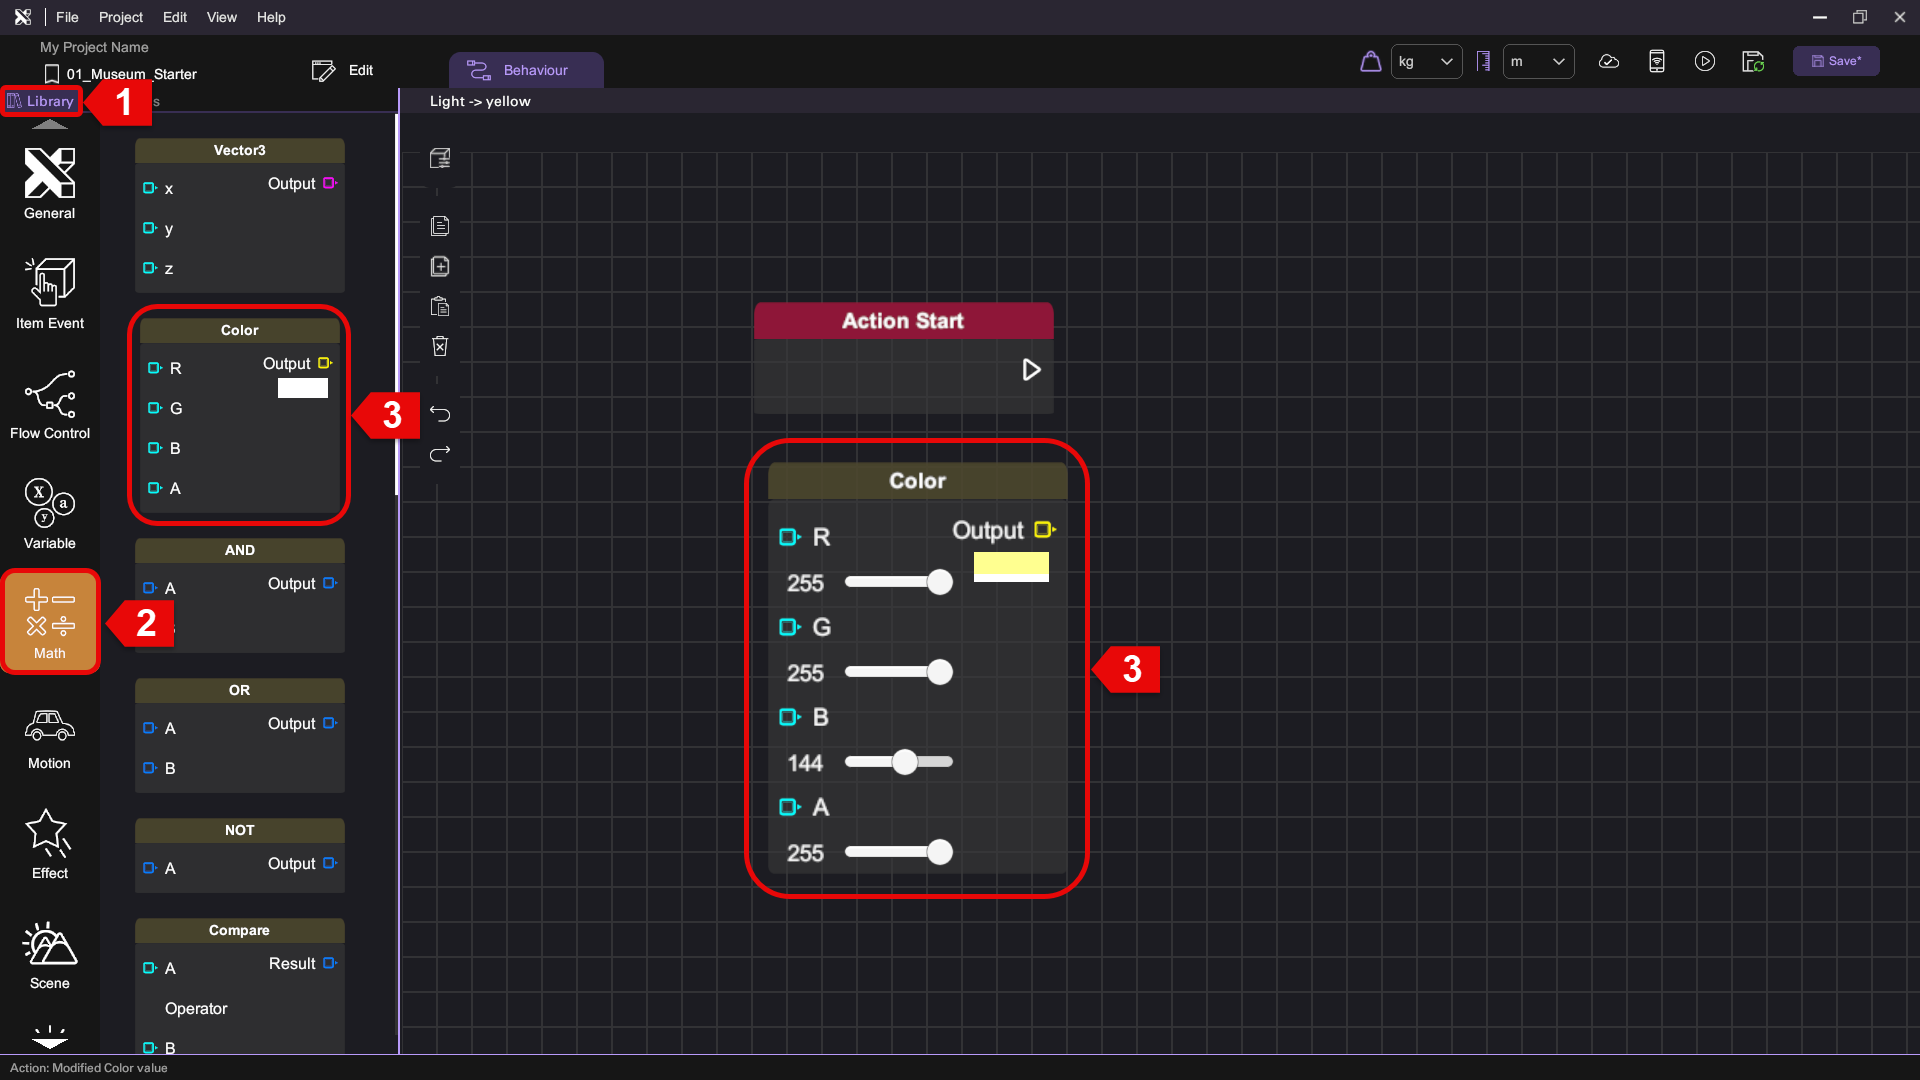 File Project Edit View Help
My Project Name
01_Museum_Starter
Edit
Behaviour
kg
m
Save*
Library
1
s
Light -> yellow
General
Item Event
Flow Control
Variable
Math
2
Motion
Effect
Scene
Vector3
x Output
y
z
Color
R Output
G
B
A
3
AND
A Output
OR
A Output
B
NOT
A Output
Compare
A Result
Operator
B
Action Start
Color
R Output
255
G
255
B
144
A
255
3
Action: Modified Color value